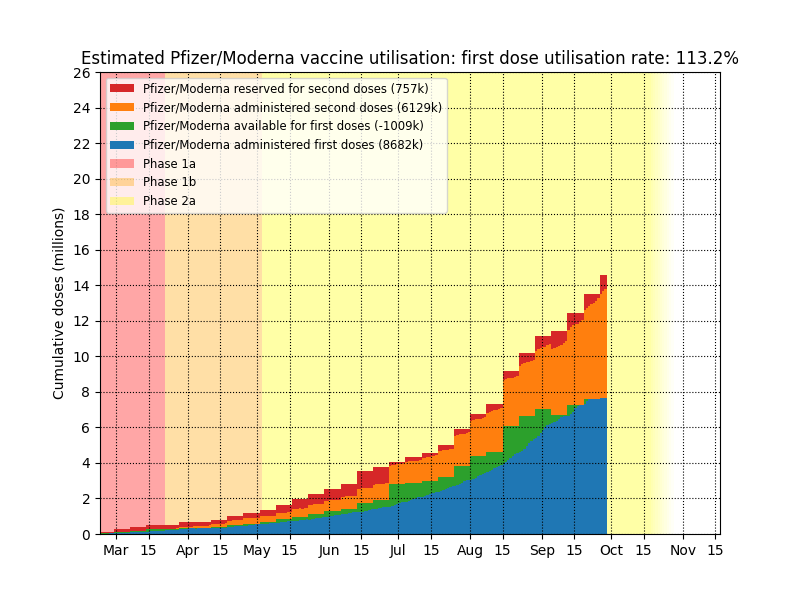 Estimated Pfizer/Moderna vaccine utilisation: first dose utilisation rate: 113.2%
26
24
22
20
18
16
14
12
10
8
6
4
2
0
Cumulative doses (millions)
Pfizer/Moderna reserved for second doses (757k)
Pfizer/Moderna administered second doses (6129k)
Pfizer/Moderna available for first doses (-1009k)
Pfizer/Moderna administered first doses (8682k)
Phase 1a
Phase 1b
Phase 2a
Mar 15 Apr 15 May 15 Jun 15 Jul 15 Aug 15 Sep 15 Oct 15 Nov 15